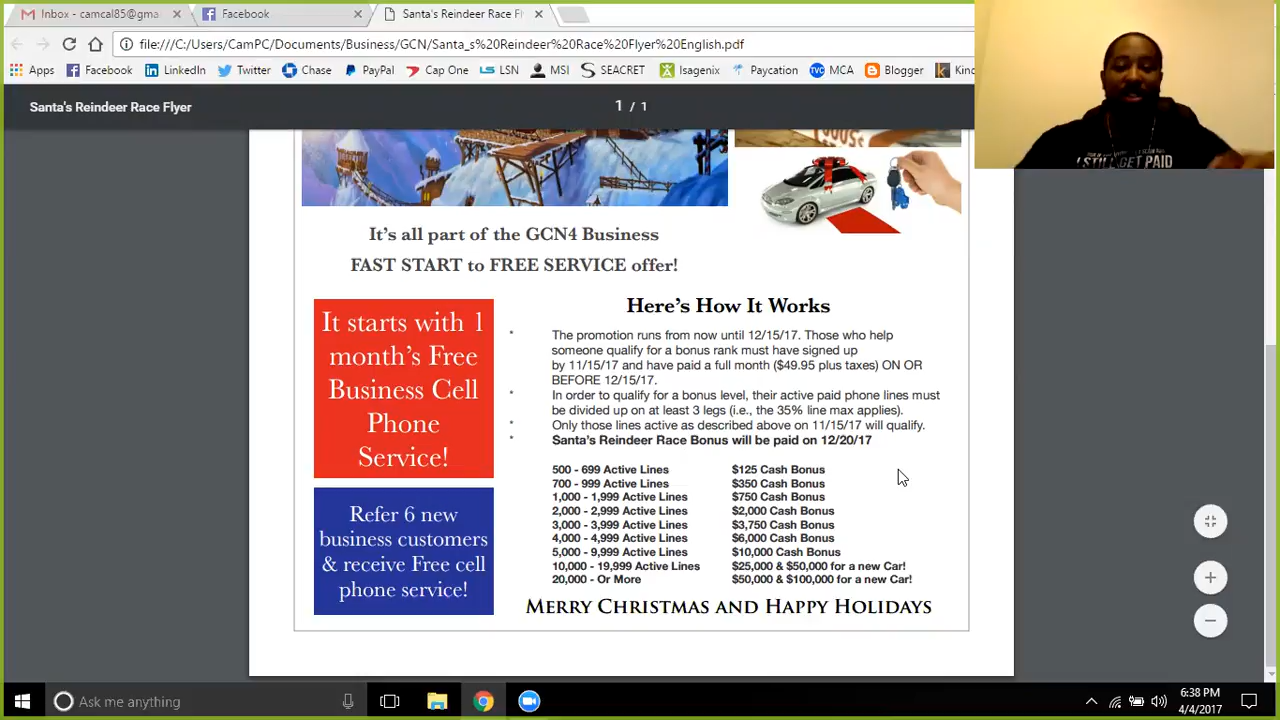 Inbox - camcal85@gma
Facebook
Santa's Reindeer Race Fl
file:///C:/Users/CamPC/Documents/Business/GCN/Santa_s%20Reindeer%20Race%20Flyer%20English.pdf
Apps Facebook LinkedIn Twitter Chase PayPal Cap One LSN MSI SEACRET Isagenix Paycation MCA Blogger Kind
Santa's Reindeer Race Flyer
1 / 1
I STILL GET PAID
It's all part of the GCN4 Business
FAST START to FREE SERVICE offer!
It starts with 1
month's Free
Business Cell
Phone
Service!
Refer 6 new
business customers
& receive Free cell
phone service!
Here's How It Works
The promotion runs from now until 12/15/17. Those who help
someone qualify for a bonus rank must have signed up
by 11/15/17 and have paid a full month ($49.95 plus taxes) ON OR
BEFORE 12/15/17.
In order to qualify for a bonus level, their active paid phone lines must
be divided up on at least 3 legs (i.e., the 35% line max applies).
Only those lines active as described above on 11/15/17 will qualify.
Santa's Reindeer Race Bonus will be paid on 12/20/17
500 - 699 Active Lines $125 Cash Bonus
700 - 999 Active Lines $350 Cash Bonus
1,000 - 1,999 Active Lines $750 Cash Bonus
2,000 - 2,999 Active Lines $2,000 Cash Bonus
3,000 - 3,999 Active Lines $3,750 Cash Bonus
4,000 - 4,999 Active Lines $6,000 Cash Bonus
5,000 - 9,999 Active Lines $10,000 Cash Bonus
10,000 - 19,999 Active Lines $25,000 & $50,000 for a new Car!
20,000 - Or More $50,000 & $100,000 for a new Car!
MERRY CHRISTMAS AND HAPPY HOLIDAYS
Ask me anything
6:38 PM
4/4/2017